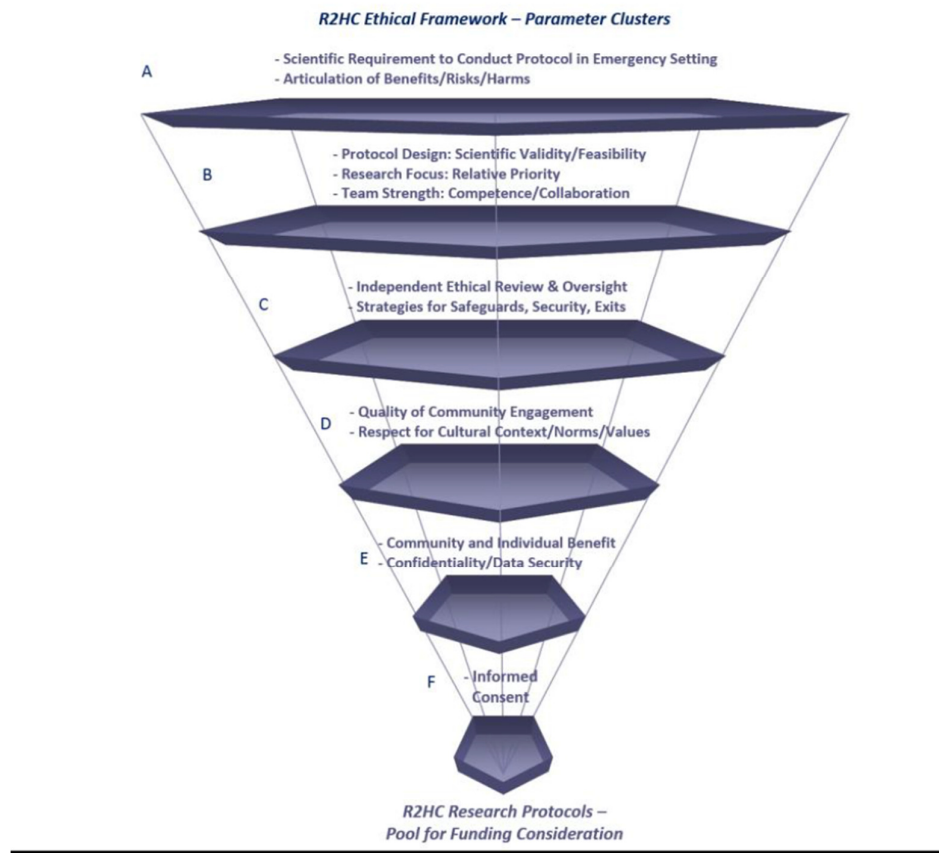 R2HC Ethical Framework – Parameter Clusters
A
- Scientific Requirement to Conduct Protocol in Emergency Setting
- Articulation of Benefits/Risks/Harms
B
- Protocol Design: Scientific Validity/Feasibility
- Research Focus: Relative Priority
- Team Strength: Competence/Collaboration
C
- Independent Ethical Review & Oversight
- Strategies for Safeguards, Security, Exits
D
- Quality of Community Engagement
- Respect for Cultural Context/Norms/Values
E
- Community and Individual Benefit
- Confidentiality/Data Security
F
- Informed
Consent
R2HC Research Protocols –
Pool for Funding Consideration